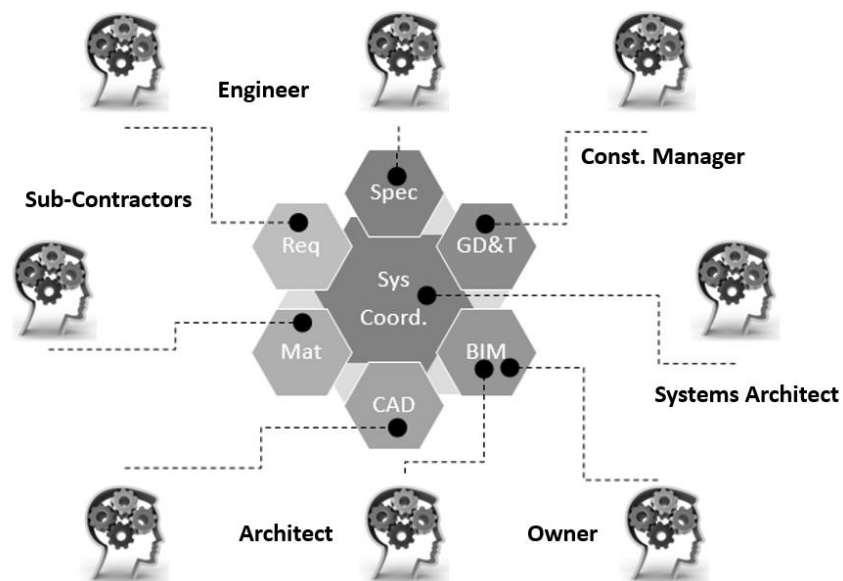 Engineer
Const. Manager
Sub-Contractors
Spec
Req
GD&T
Sys
Coord.
Mat
BIM
CAD
Systems Architect
Architect
Owner